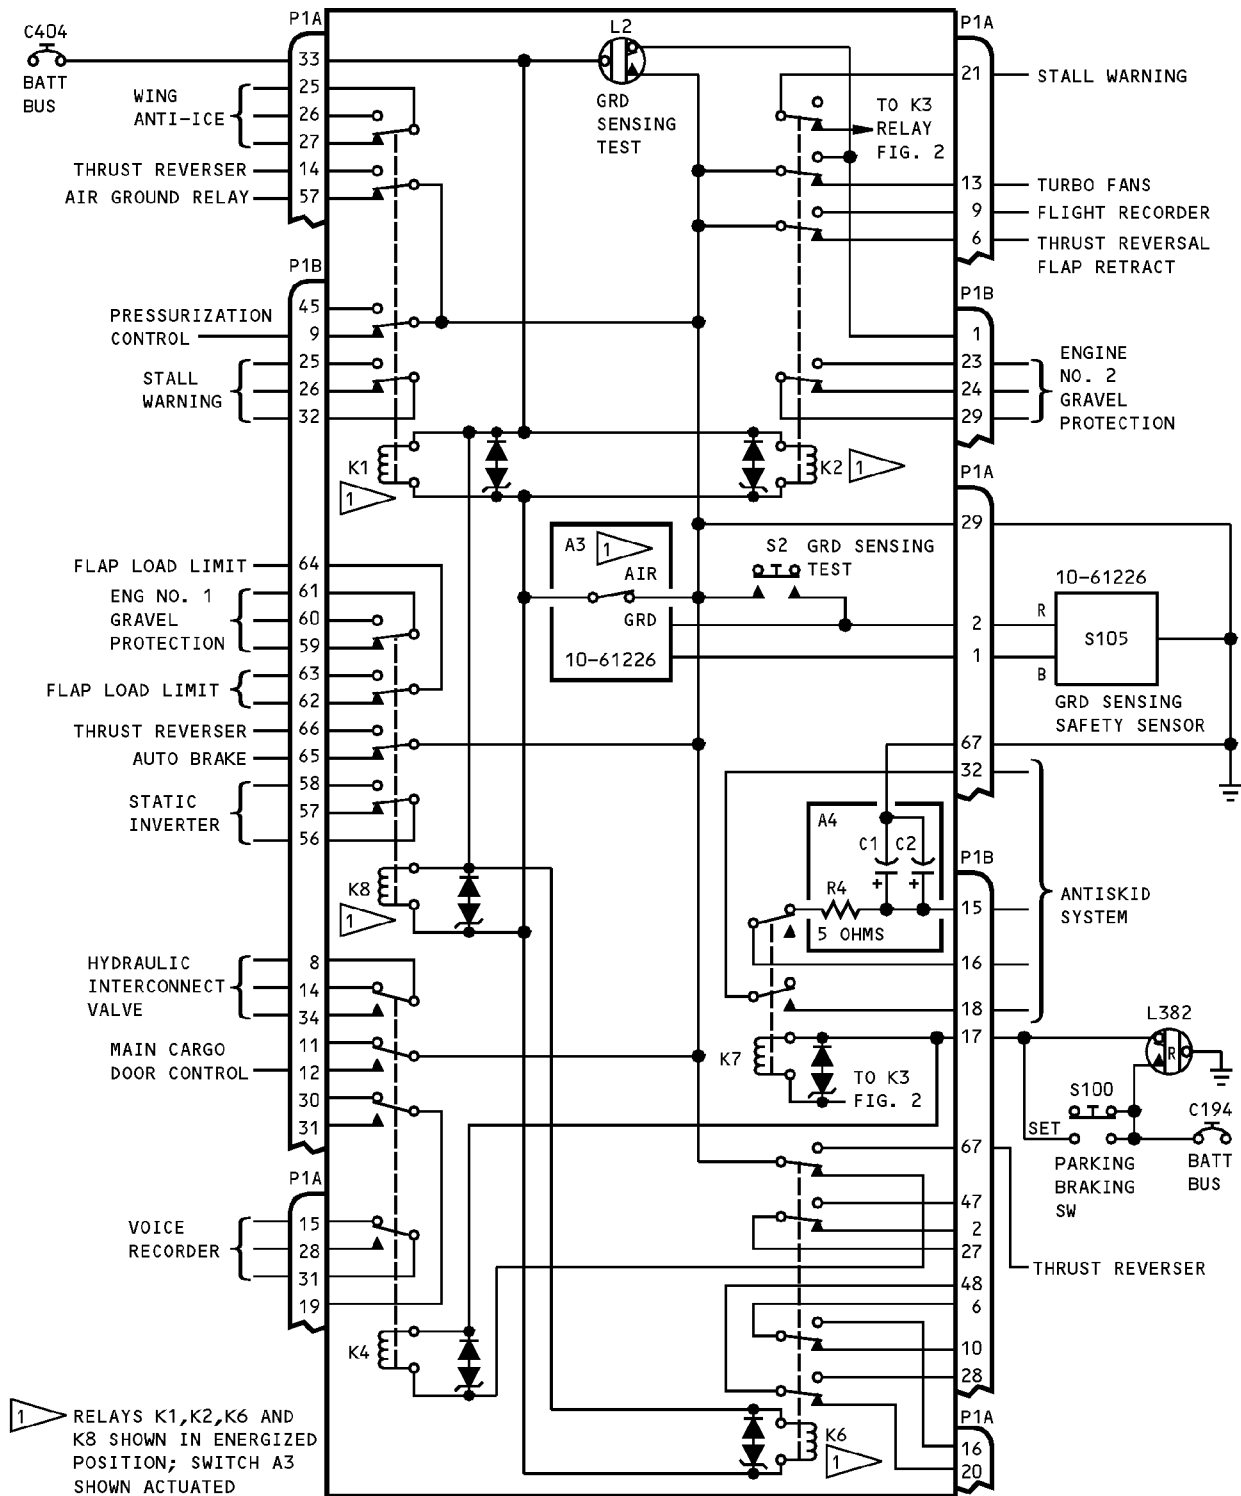 C404
BATT
BUS
P1A
33
25
26
27
14
57
WING
ANTI-ICE
THRUST REVERSER
AIR GROUND RELAY
L2
GRD
SENSING
TEST
TO K3
RELAY
FIG. 2
P1A
21
13
9
6
STALL WARNING
TURBO FANS
FLIGHT RECORDER
THRUST REVERSAL
FLAP RETRACT
P1B
45
9
25
26
32
PRESSURIZATION
CONTROL
STALL
WARNING
P1B
1
23
24
29
ENGINE
NO. 2
GRAVEL
PROTECTION
K1
1
K2
1
P1A
29
2
1
67
32
A3
1
AIR
GRD
10-61226
S2 GRD SENSING
TEST
10-61226
R
S105
B
GRD SENSING
SAFETY SENSOR
FLAP LOAD LIMIT
ENG NO. 1
GRAVEL
PROTECTION
FLAP LOAD LIMIT
THRUST REVERSER
AUTO BRAKE
STATIC
INVERTER
64
61
60
59
63
62
66
65
58
57
56
K8
1
A4
C1 C2
+ +
R4
5 OHMS
P1B
15
16
18
17
ANTISKID
SYSTEM
HYDRAULIC
INTERCONNECT
VALVE
MAIN CARGO
DOOR CONTROL
8
14
34
11
12
30
31
K7
TO K3
FIG. 2
L382
R
S100
SET
PARKING
BRAKING
SW
C194
BATT
BUS
67
47
2
27
48
6
10
28
THRUST REVERSER
P1A
15
28
31
19
VOICE
RECORDER
K4
K6
1
P1A
16
20
1 RELAYS K1,K2,K6 AND
K8 SHOWN IN ENERGIZED
POSITION; SWITCH A3
SHOWN ACTUATED